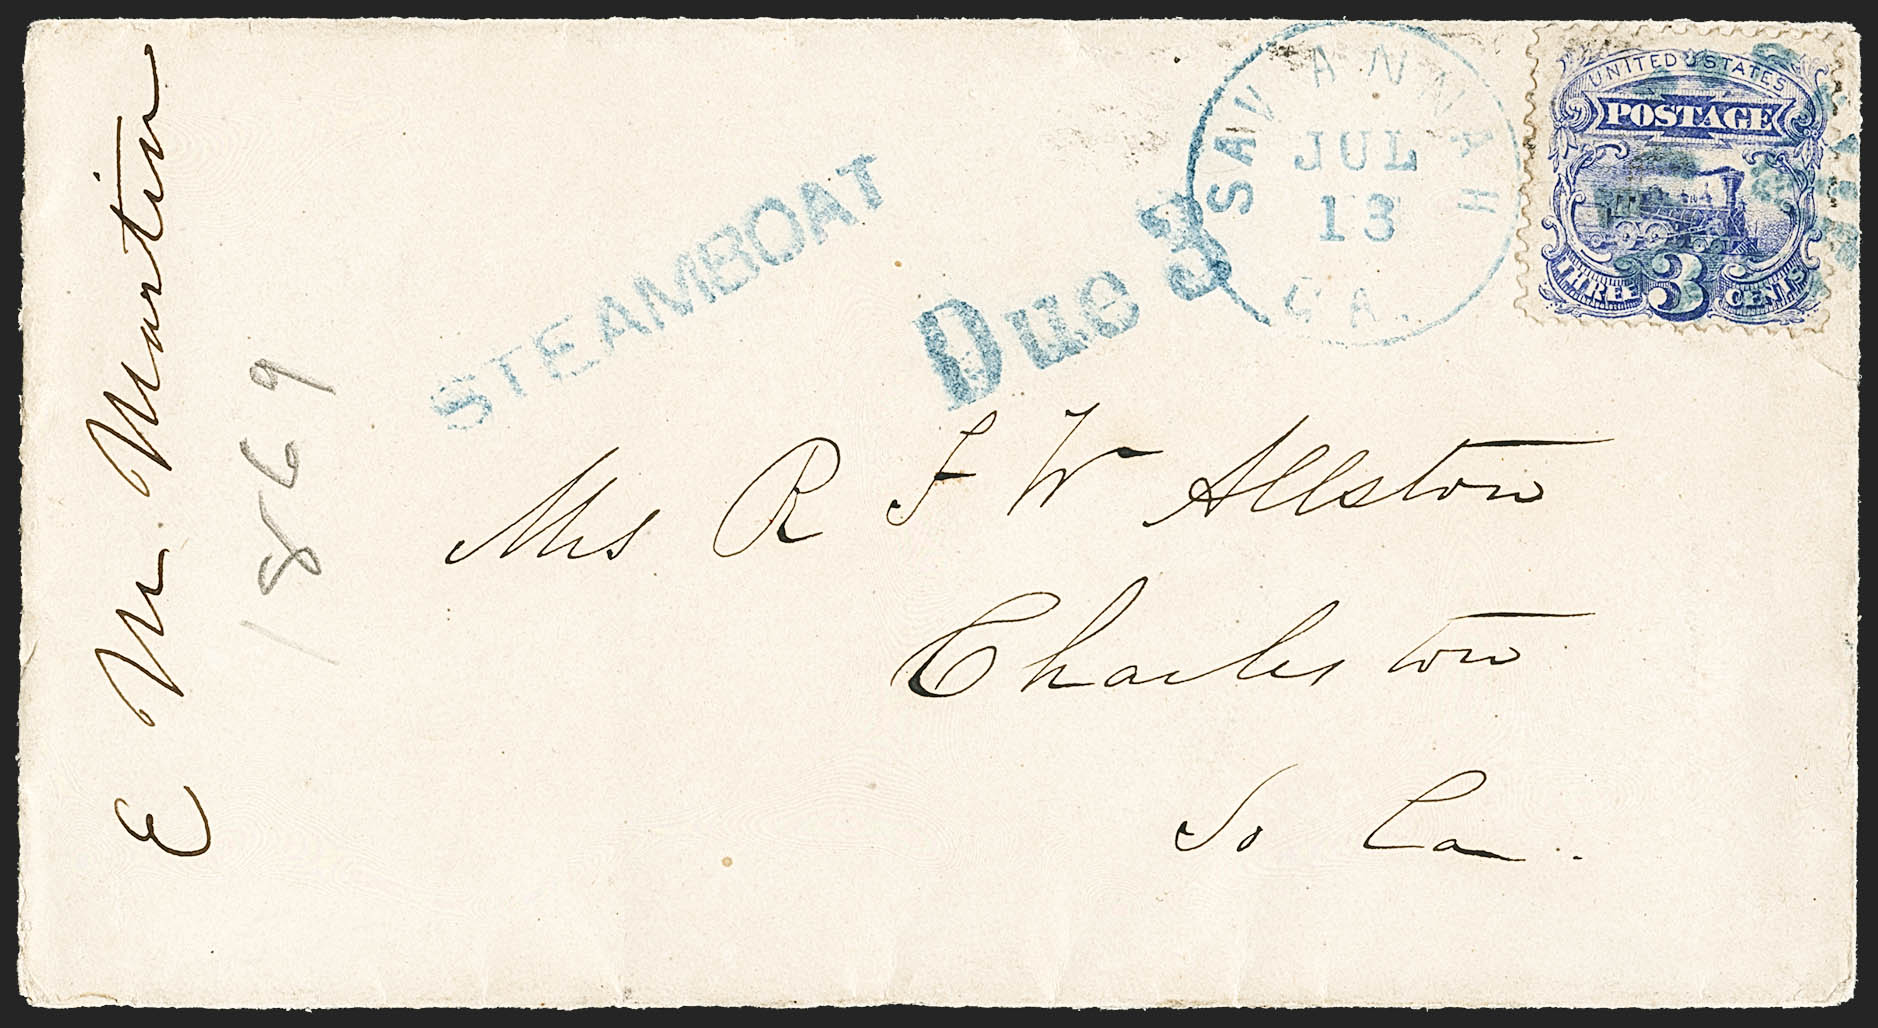 SAVANNAH
JUL
13
GA.
UNITED STATES
POSTAGE
THREE 3 CENTS
STEAMBOAT
Due 3
Mrs R F W Allston
Charleston
So Ca.
E M Martin
1869